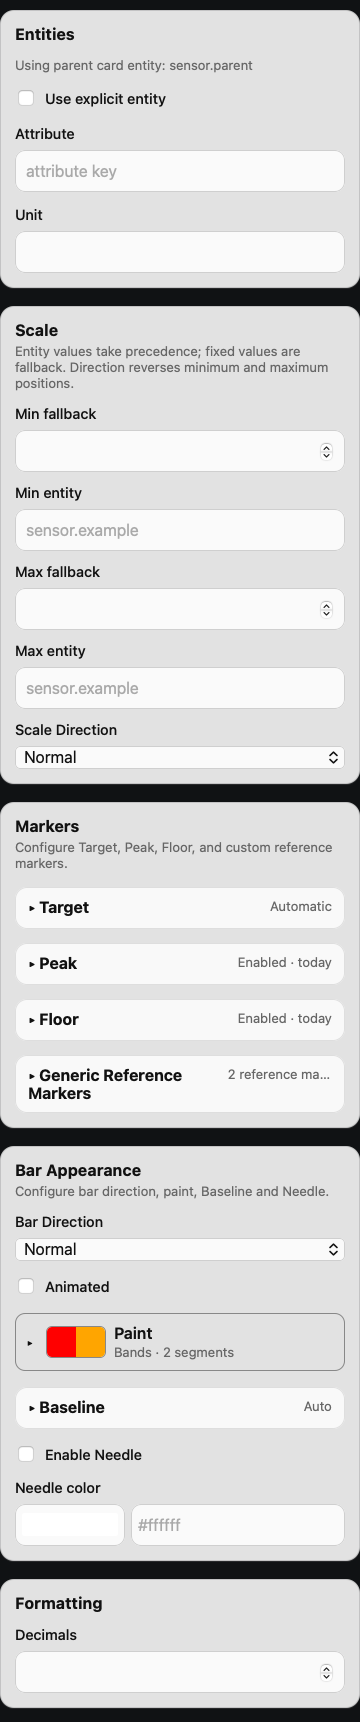 Entities
Using parent card entity: sensor.parent
Use explicit entity
Attribute
attribute key
Unit
Scale
Entity values take precedence; fixed values are
fallback. Direction reverses minimum and maximum
positions.
Min fallback
Min entity
sensor.example
Max fallback
Max entity
sensor.example
Scale Direction
Normal
Markers
Configure Target, Peak, Floor, and custom reference
markers.
Target Automatic
Peak Enabled · today
Floor Enabled · today
Generic Reference 2 reference ma...
Markers
Bar Appearance
Configure bar direction, paint, Baseline and Needle.
Bar Direction
Normal
Animated
Paint
Bands · 2 segments
Baseline Auto
Enable Needle
Needle color
#ffffff
Formatting
Decimals